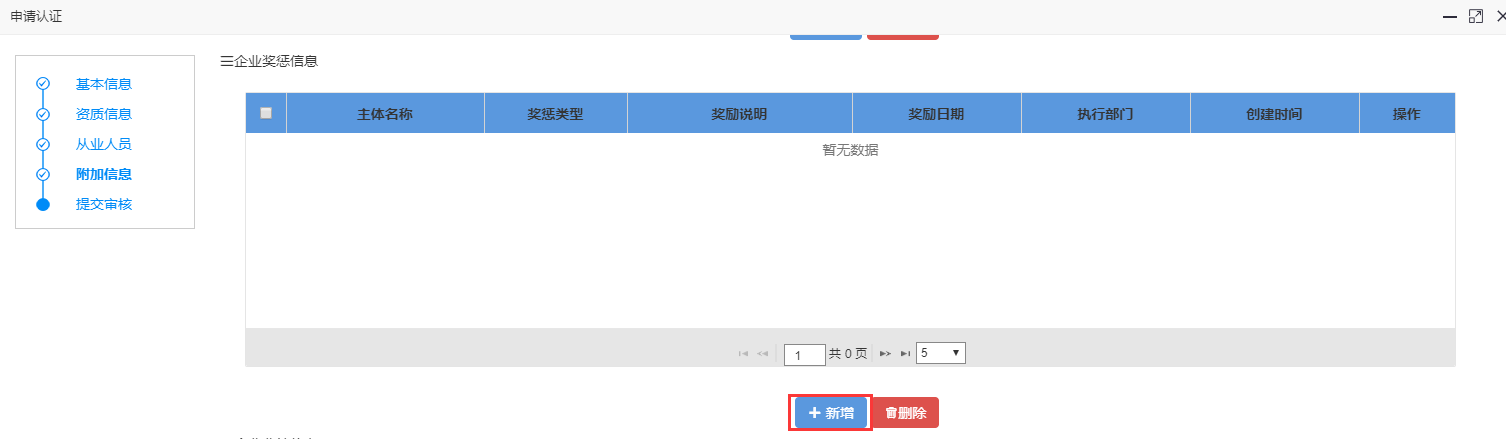 申请认证
基本信息
资质信息
从业人员
附加信息
提交审核
三企业奖惩信息
主体名称 奖惩类型 奖励说明 奖励日期 执行部门 创建时间 操作
暂无数据
1 共 0 页 5
新增 删除